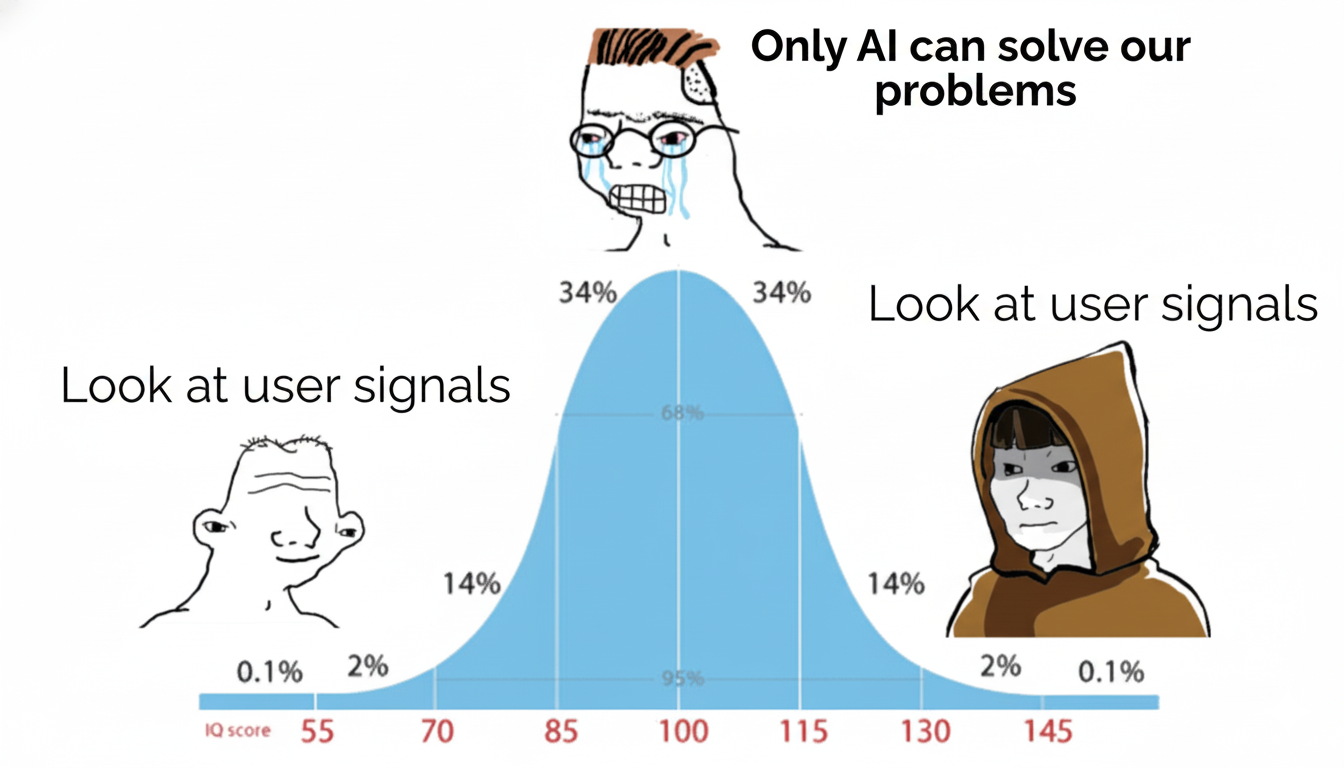 Only AI can solve our
problems
34% 34%
Look at user signals
Look at user signals
68%
14% 14%
0.1% 2% 2% 0.1%
95%
IQ score 55 70 85 100 115 130 145